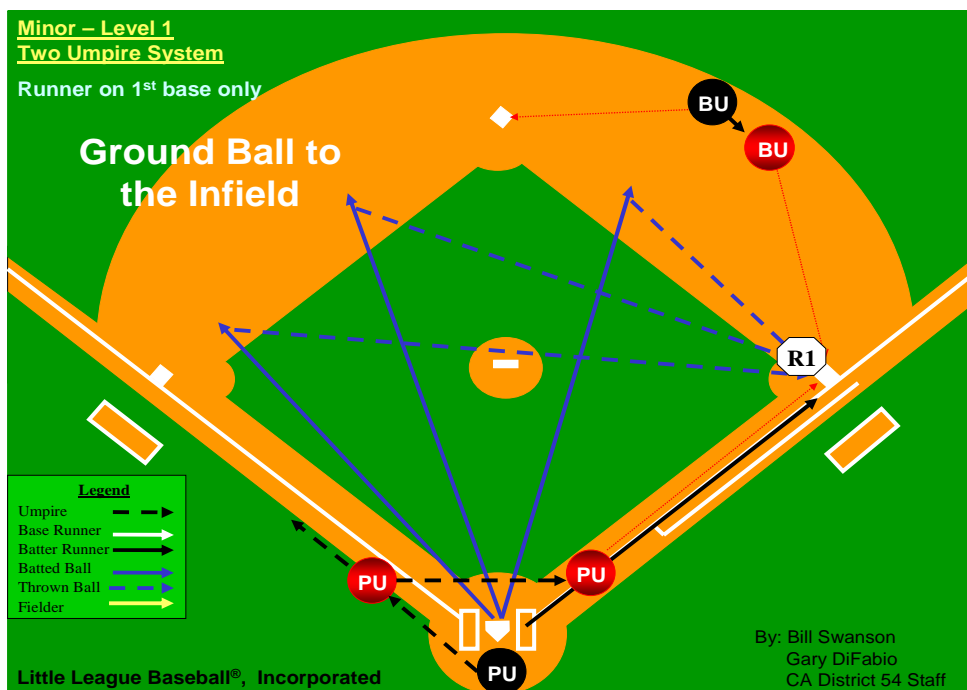 Minor – Level 1
Two Umpire System
Runner on 1st base only
Ground Ball to
the Infield
BU
BU
R1
Legend
Umpire
Base Runner
Batter Runner
Batted Ball
Thrown Ball
Fielder
PU
PU
PU
By: Bill Swanson
Gary DiFabio
CA District 54 Staff
Little League Baseball®, Incorporated